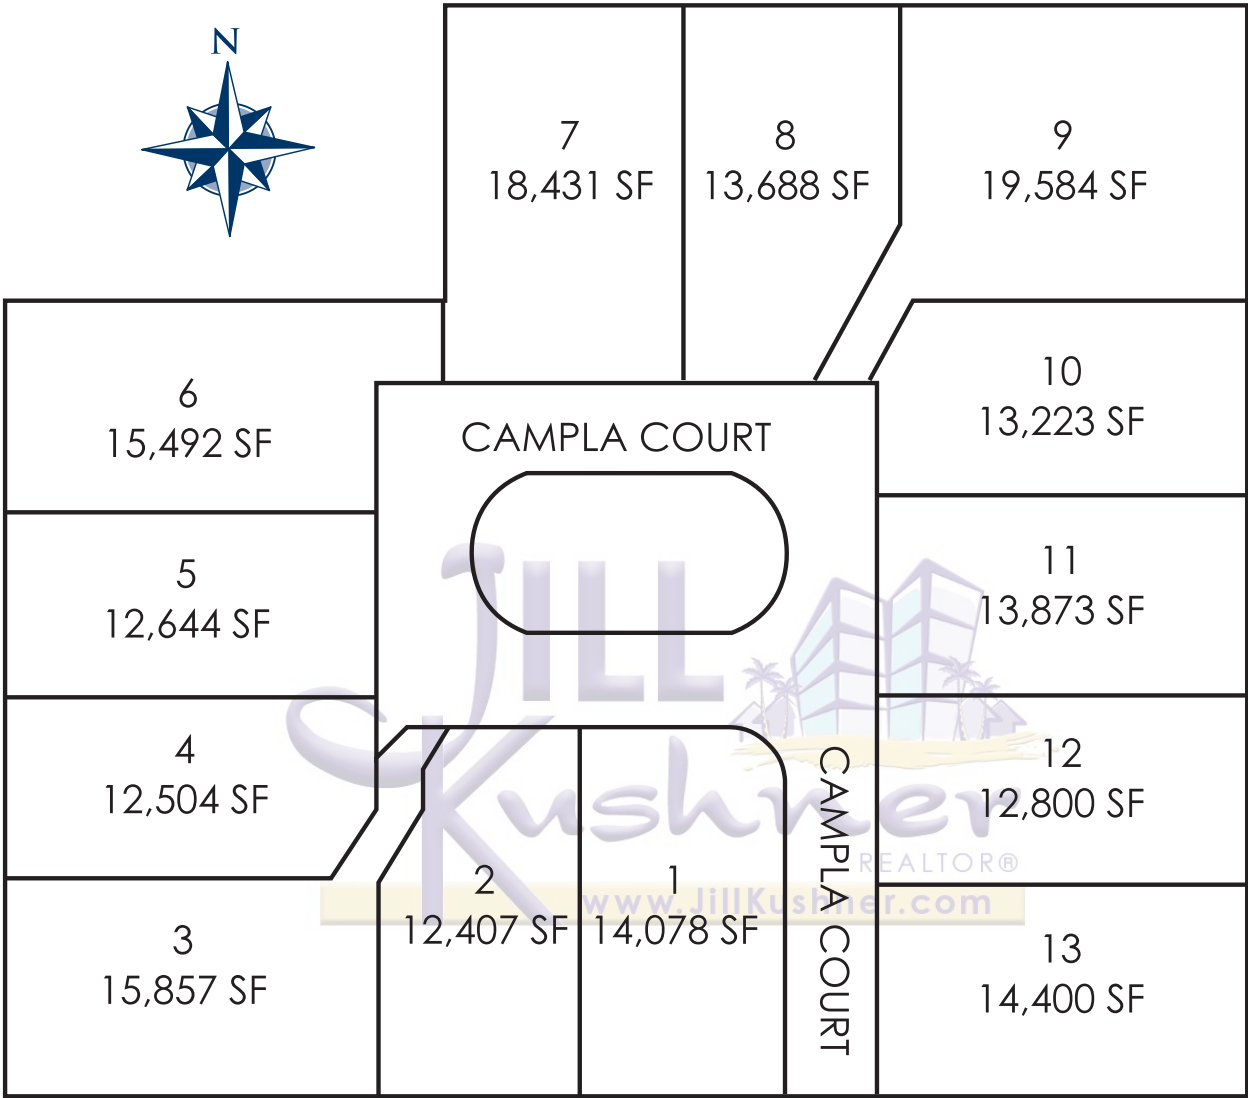 N
7
18,431 SF
8
13,688 SF
9
19,584 SF
6
15,492 SF
10
13,223 SF
CAMPLA COURT
5
12,644 SF
11
13,873 SF
JILL
Kushner
REALTOR®
www.JillKushner.com
4
12,504 SF
12
12,800 SF
CAMPLA COURT
2
12,407 SF
1
14,078 SF
3
15,857 SF
13
14,400 SF